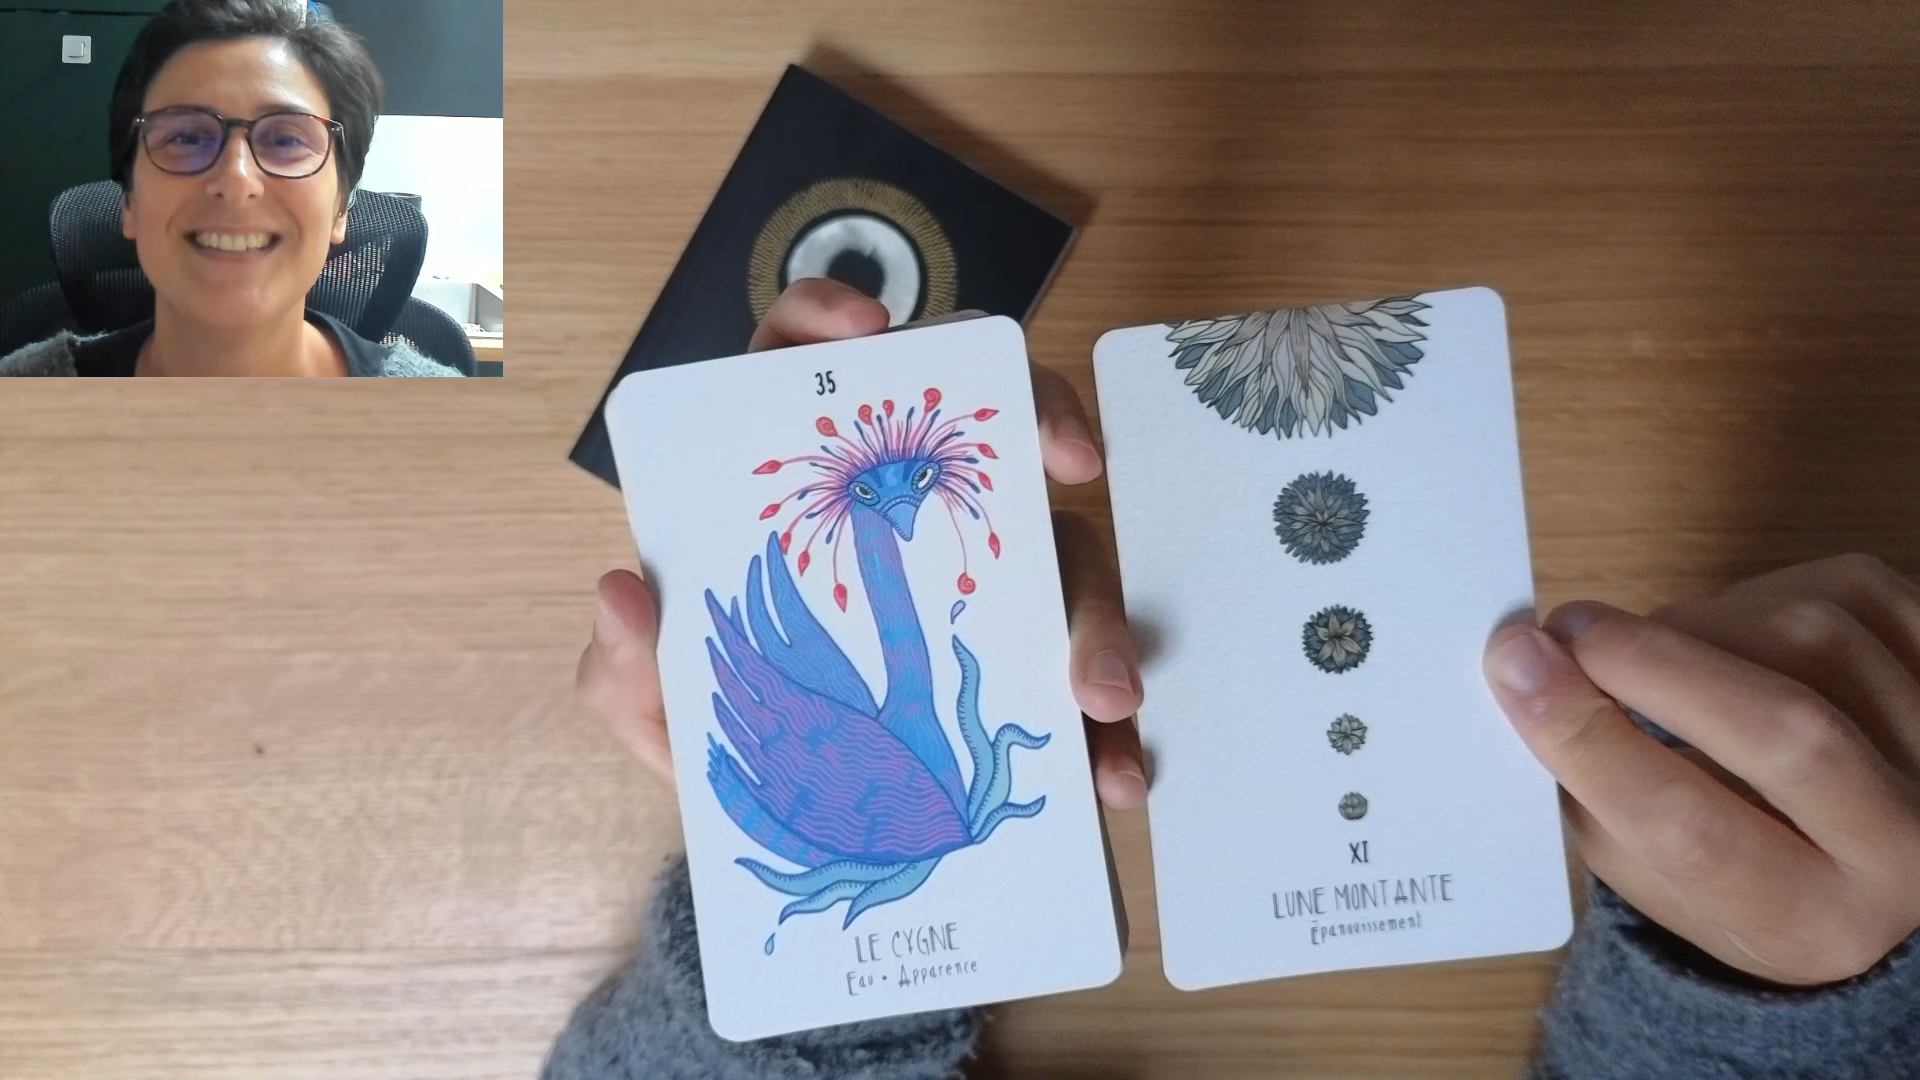 35
LE CYGNE
Eau • Apparence
XI
LUNE MONTANTE
Épanouissement